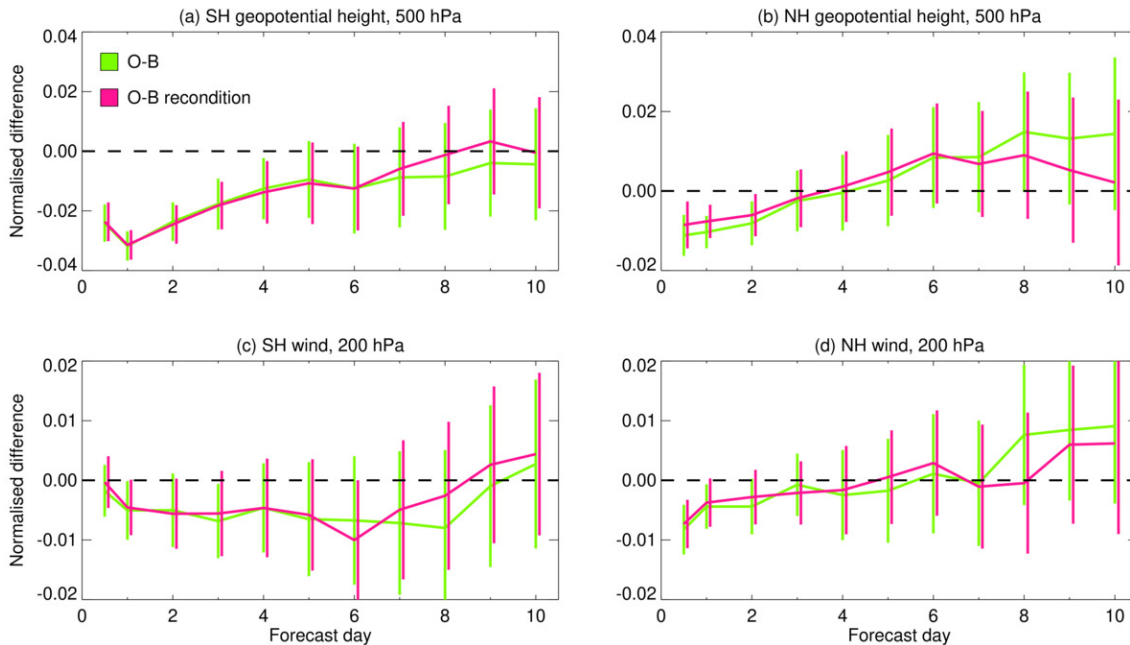 (a) SH geopotential height, 500 hPa
(b) NH geopotential height, 500 hPa
0.04
0.02
0.00
-0.02
-0.04
Normalised difference
O-B
O-B recondition
0 2 4 6 8 10
0.04
0.02
0.00
-0.02
0 2 4 6 8 10
(c) SH wind, 200 hPa
(d) NH wind, 200 hPa
0.02
0.01
0.00
-0.01
-0.02
Normalised difference
0 2 4 6 8 10
Forecast day
0.02
0.01
0.00
-0.01
-0.02
0 2 4 6 8 10
Forecast day